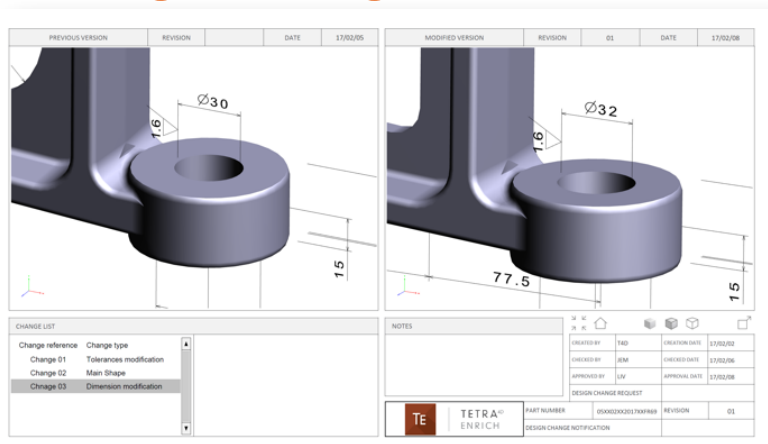 PREVIOUS VERSION REVISION DATE 17/02/05
MODIFIED VERSION REVISION 01 DATE 17/02/08
Ø30
1.6
15
Ø32
1.6
77.5
15
CHANGE LIST
Change reference Change type
Change 01 Tolerances modification
Change 02 Main Shape
Chnage 03 Dimension modification
NOTES
CREATED BY T4D CREATION DATE 17/02/02
CHECKED BY JEM CHECKED DATE 17/02/06
APPROVED BY LIV APPROVAL DATE 17/02/08
DESIGN CHANGE REQUEST
TE TETRA4D ENRICH
PART NUMBER 05XX02XX2017XXFR69 REVISION 01
DESIGN CHANGE NOTIFICATION